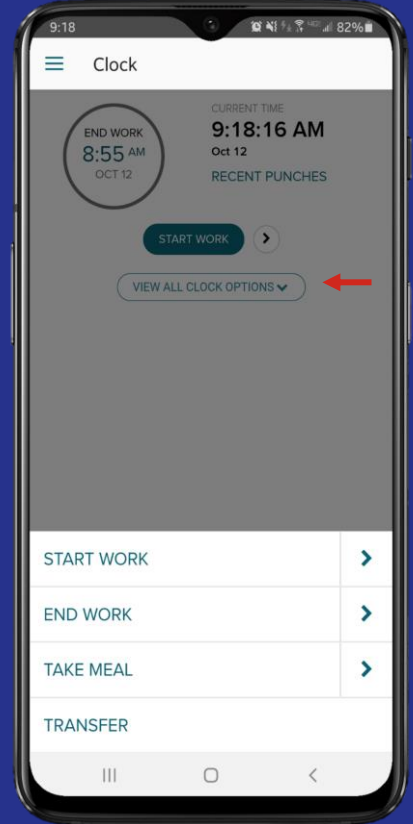 9:18
82%
Clock
END WORK
8:55 AM
OCT 12
CURRENT TIME
9:18:16 AM
Oct 12
RECENT PUNCHES
START WORK
VIEW ALL CLOCK OPTIONS
START WORK
END WORK
TAKE MEAL
TRANSFER